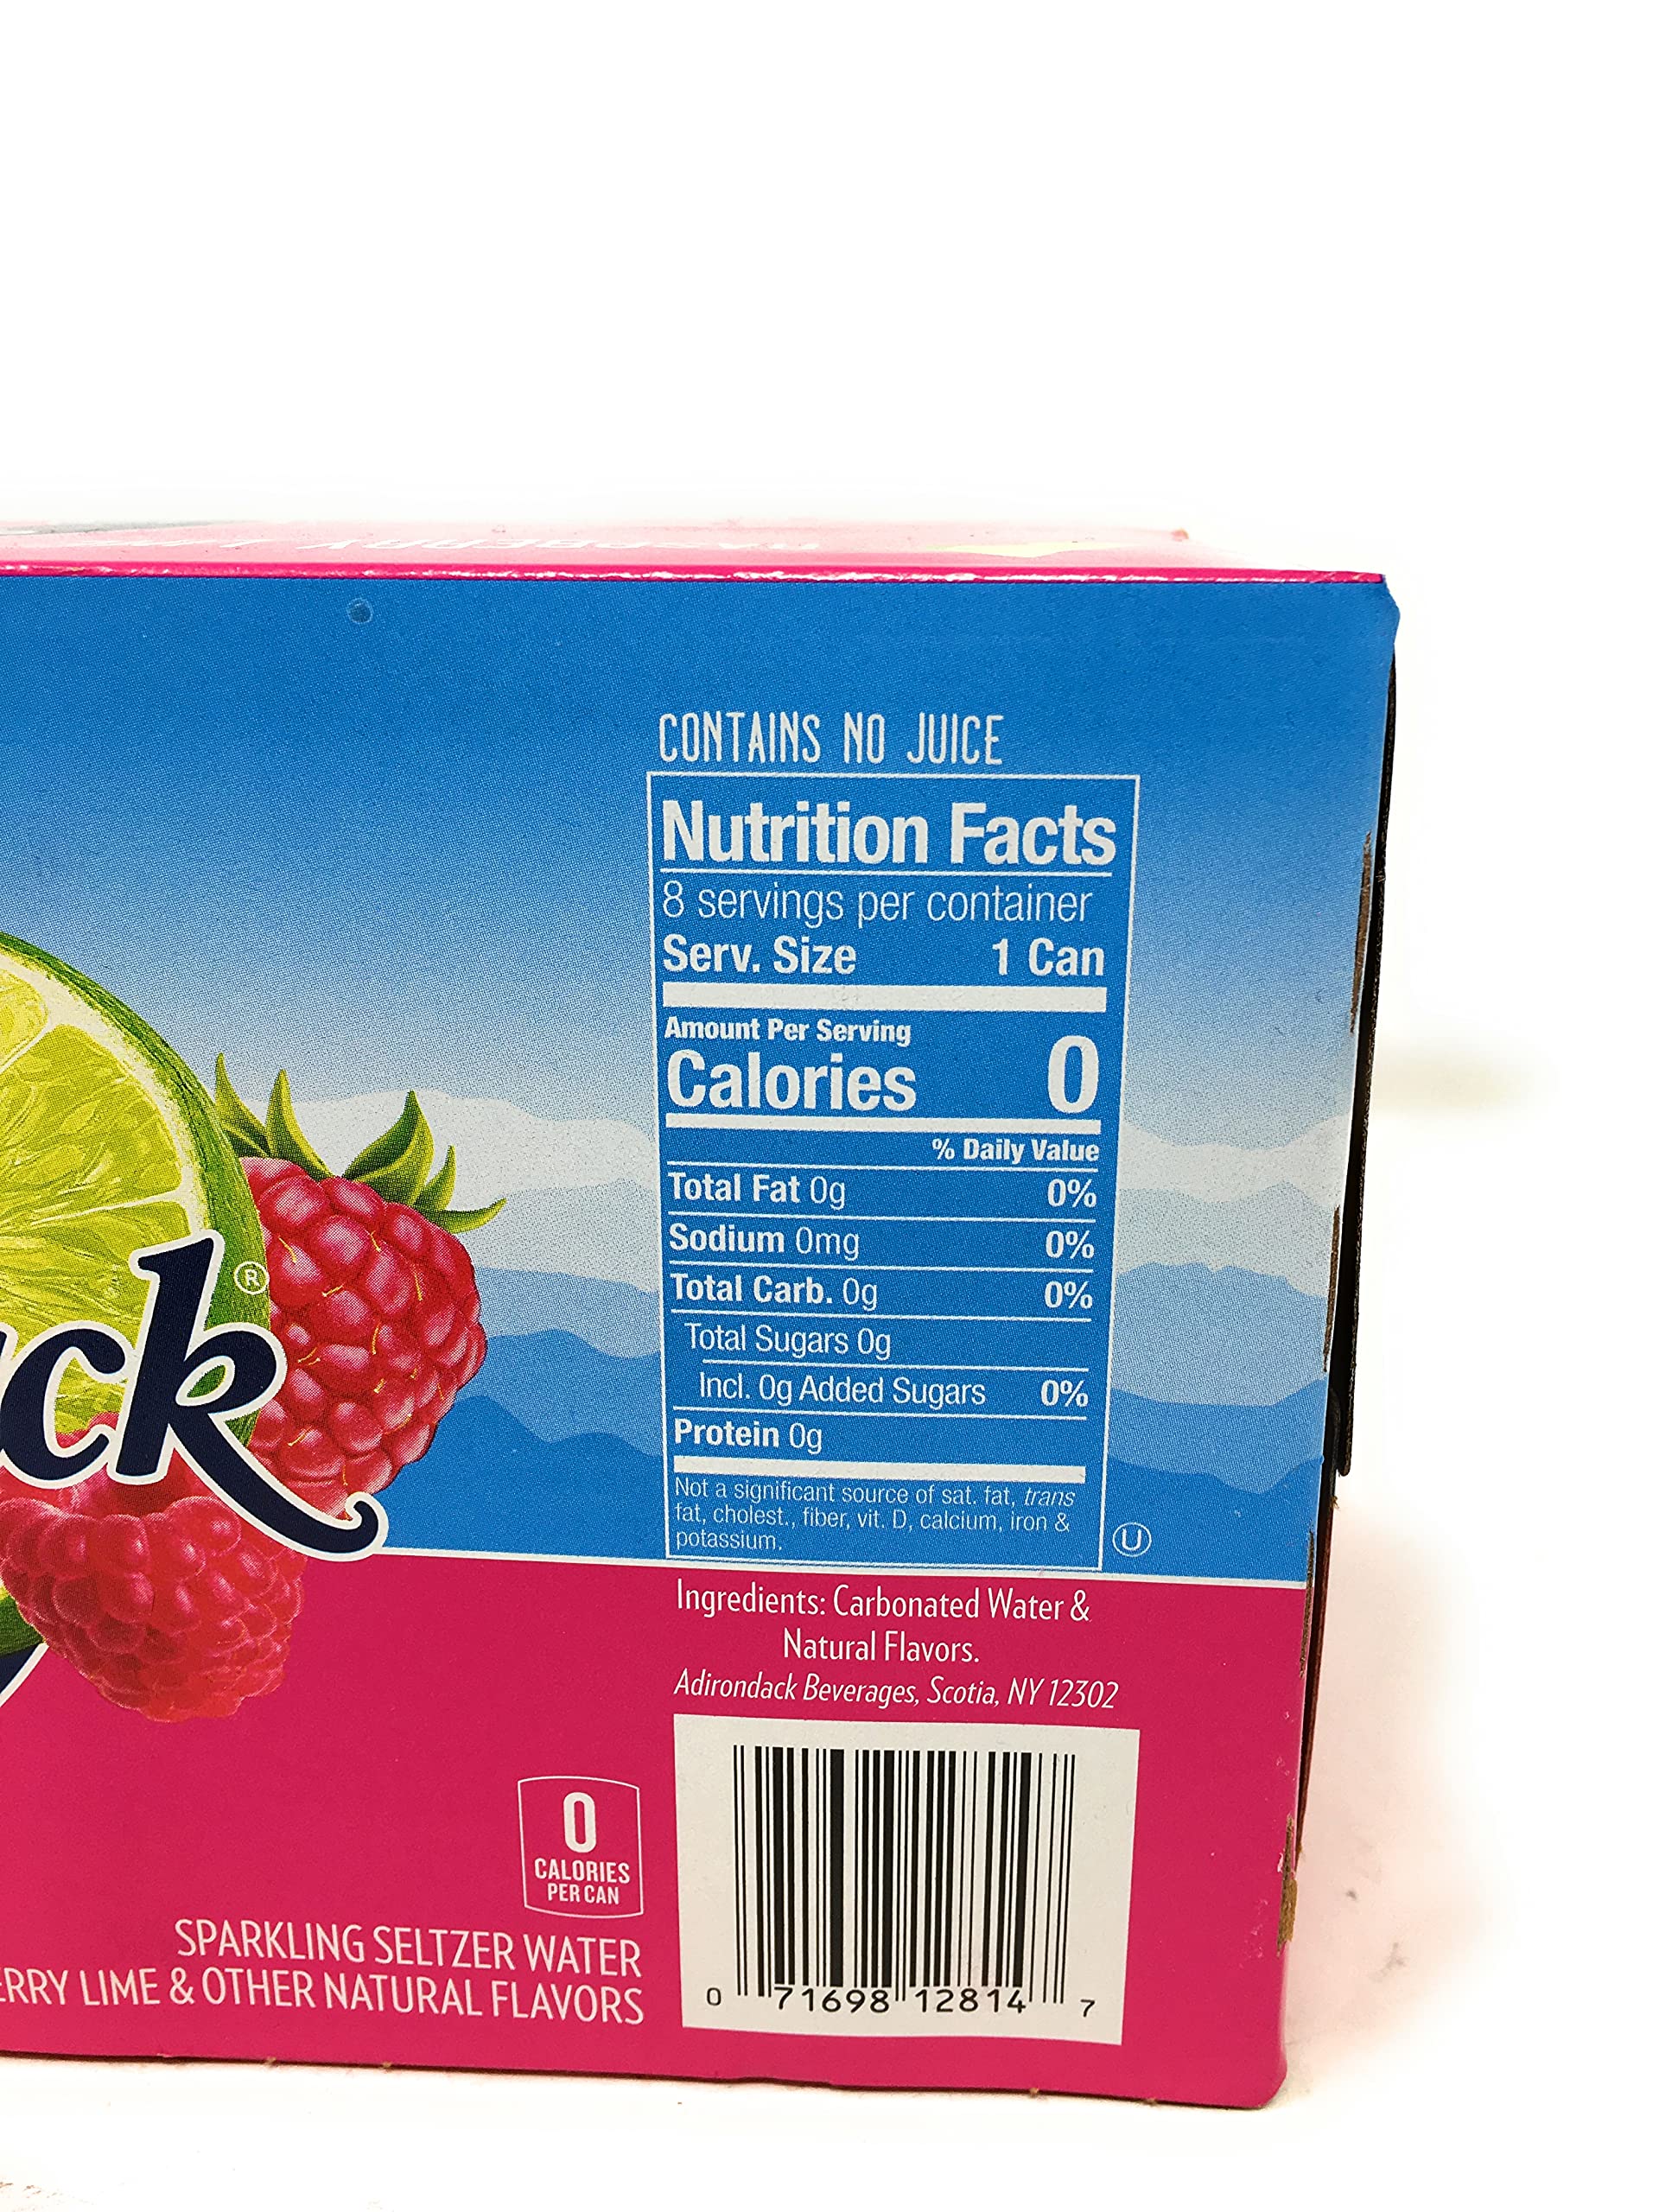 CONTAINS NO JUICE
Nutrition Facts
8 servings per container
Serv. Size 1 Can
Amount Per Serving
Calories 0
% Daily Value
Total Fat 0g 0%
Sodium 0mg 0%
Total Carb. 0g 0%
Total Sugars 0g
Incl. 0g Added Sugars 0%
Protein 0g
Not a significant source of sat. fat, trans
fat, cholest., fiber, vit. D, calcium, iron &
potassium.
U
Ingredients: Carbonated Water &
Natural Flavors.
Adirondack Beverages, Scotia, NY 12302
ck®
0
CALORIES
PER CAN
SPARKLING SELTZER WATER
ERRY LIME & OTHER NATURAL FLAVORS
0 71698 12814 7